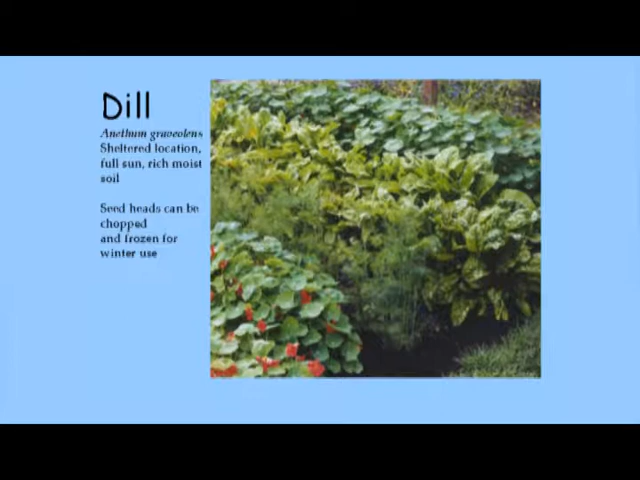 Dill
Anethum graveolens
Sheltered location,
full sun, rich moist
soil
Seed heads can be
chopped
and frozen for
winter use